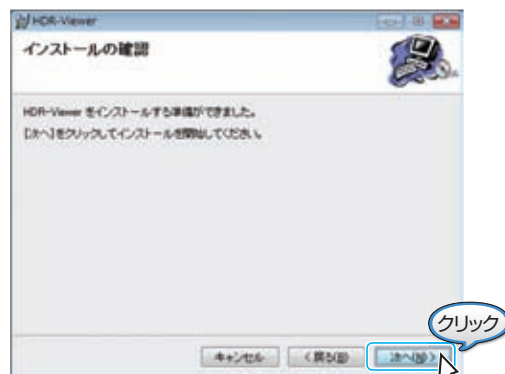 HDR-Viewer
インストールの確認
HDR-Viewer をインストールする準備ができました。
[次へ]をクリックしてインストールを開始してください。
クリック
キャンセル
< 戻る(B)
次へ(N) >